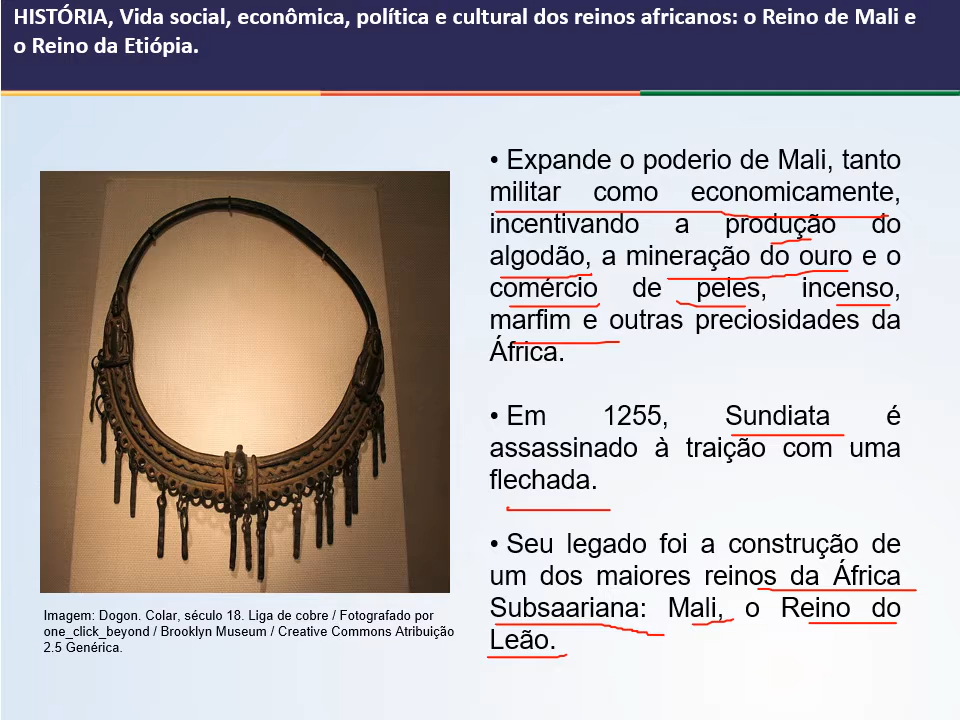 HISTÓRIA, Vida social, econômica, política e cultural dos reinos africanos: o Reino de Mali e
o Reino da Etiópia.
• Expande o poderio de Mali, tanto
militar como economicamente,
incentivando a produção do
algodão, a mineração do ouro e o
comércio de peles, incenso,
marfim e outras preciosidades da
África.
• Em 1255, Sundiata é
assassinado à traição com uma
flechada.
• Seu legado foi a construção de
um dos maiores reinos da África
Subsaariana: Mali, o Reino do
Leão.
Imagem: Dogon. Colar, século 18. Liga de cobre / Fotografado por
one_click_beyond / Brooklyn Museum / Creative Commons Atribuição
2.5 Genérica.